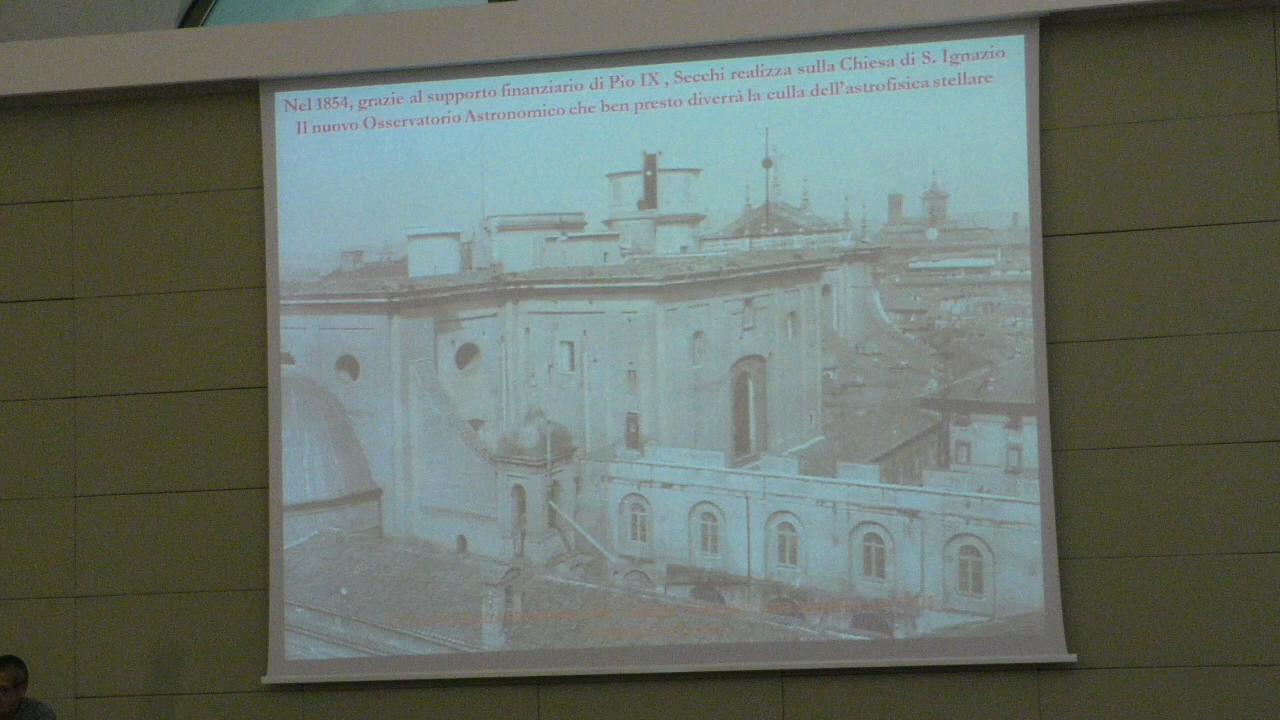 Nel 1854, grazie al supporto finanziario di Pio IX , Secchi realizza sulla Chiesa di S. Ignazio
Il nuovo Osservatorio Astronomico che ben presto diverrà la culla dell'astrofisica stellare